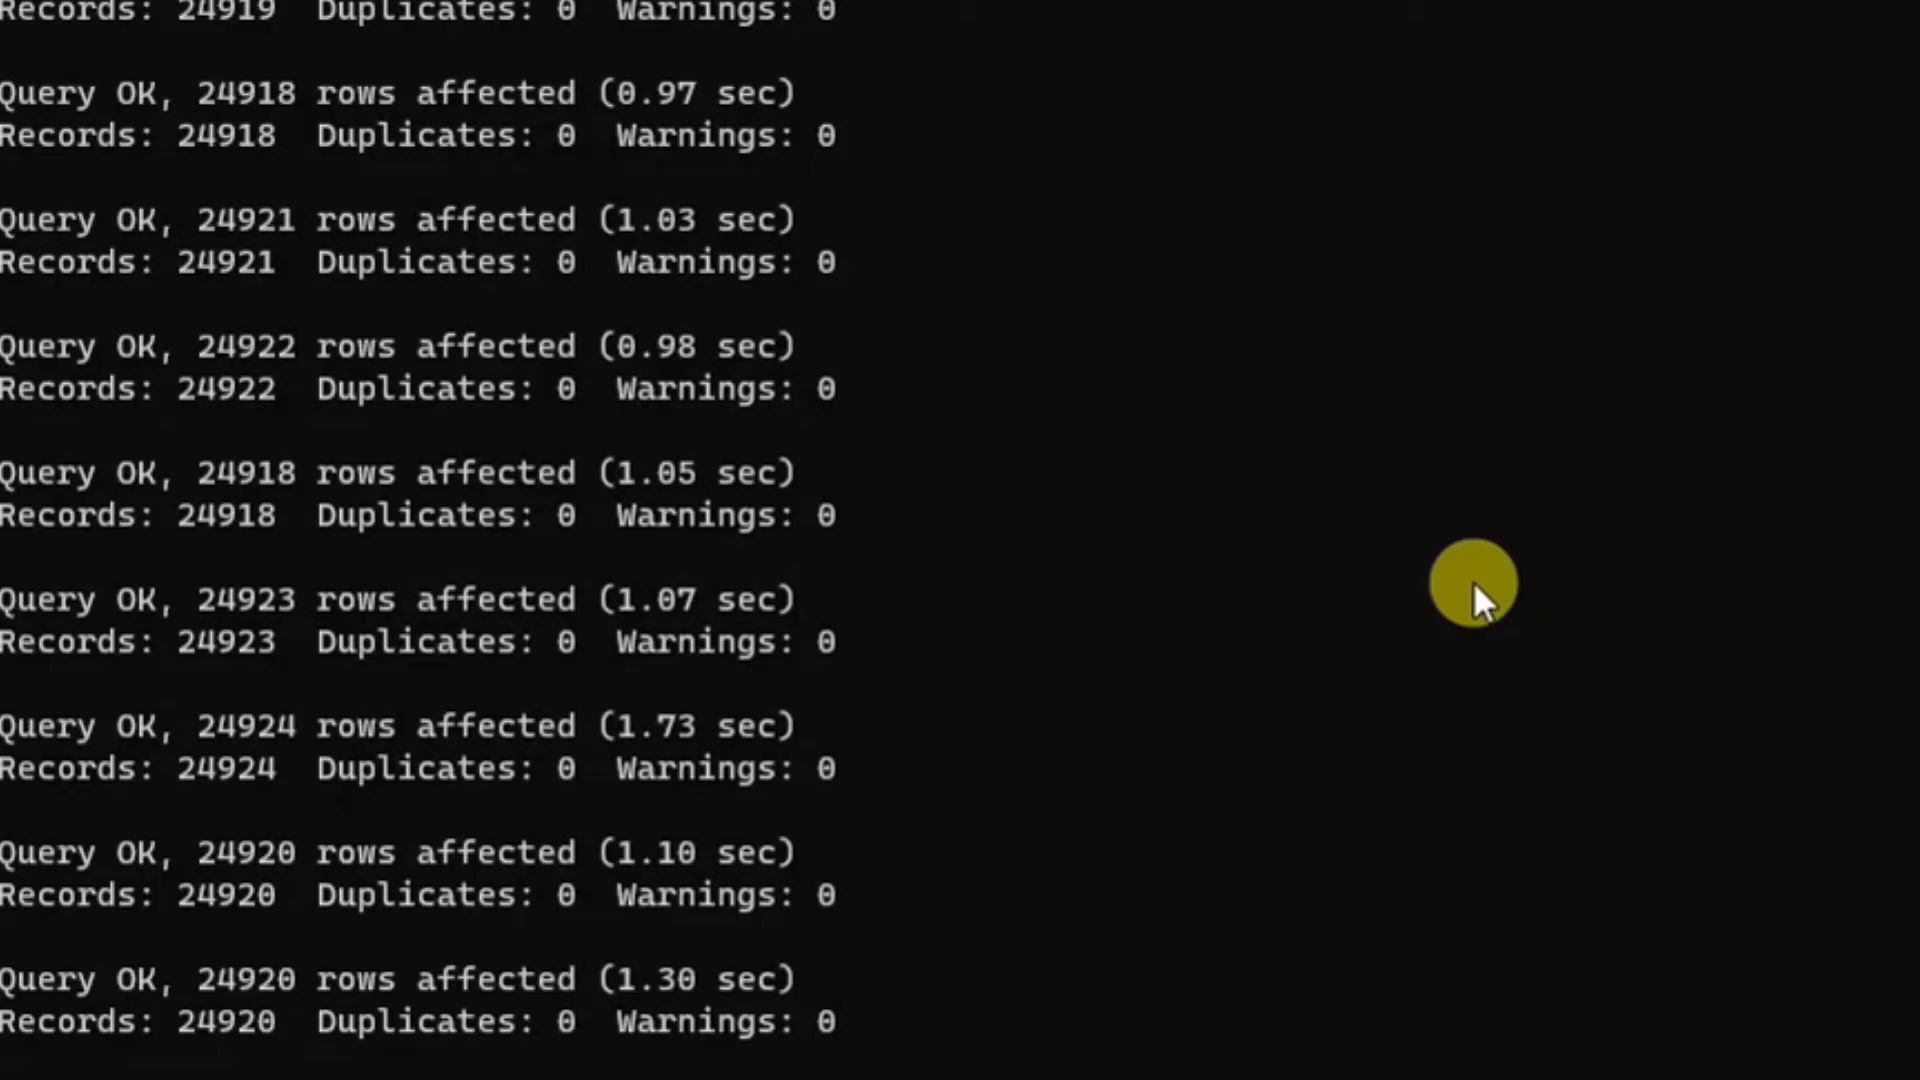 Records: 24919  Duplicates: 0  Warnings: 0
Query OK, 24918 rows affected (0.97 sec)
Records: 24918  Duplicates: 0  Warnings: 0
Query OK, 24921 rows affected (1.03 sec)
Records: 24921  Duplicates: 0  Warnings: 0
Query OK, 24922 rows affected (0.98 sec)
Records: 24922  Duplicates: 0  Warnings: 0
Query OK, 24918 rows affected (1.05 sec)
Records: 24918  Duplicates: 0  Warnings: 0
Query OK, 24923 rows affected (1.07 sec)
Records: 24923  Duplicates: 0  Warnings: 0
Query OK, 24924 rows affected (1.73 sec)
Records: 24924  Duplicates: 0  Warnings: 0
Query OK, 24920 rows affected (1.10 sec)
Records: 24920  Duplicates: 0  Warnings: 0
Query OK, 24920 rows affected (1.30 sec)
Records: 24920  Duplicates: 0  Warnings: 0